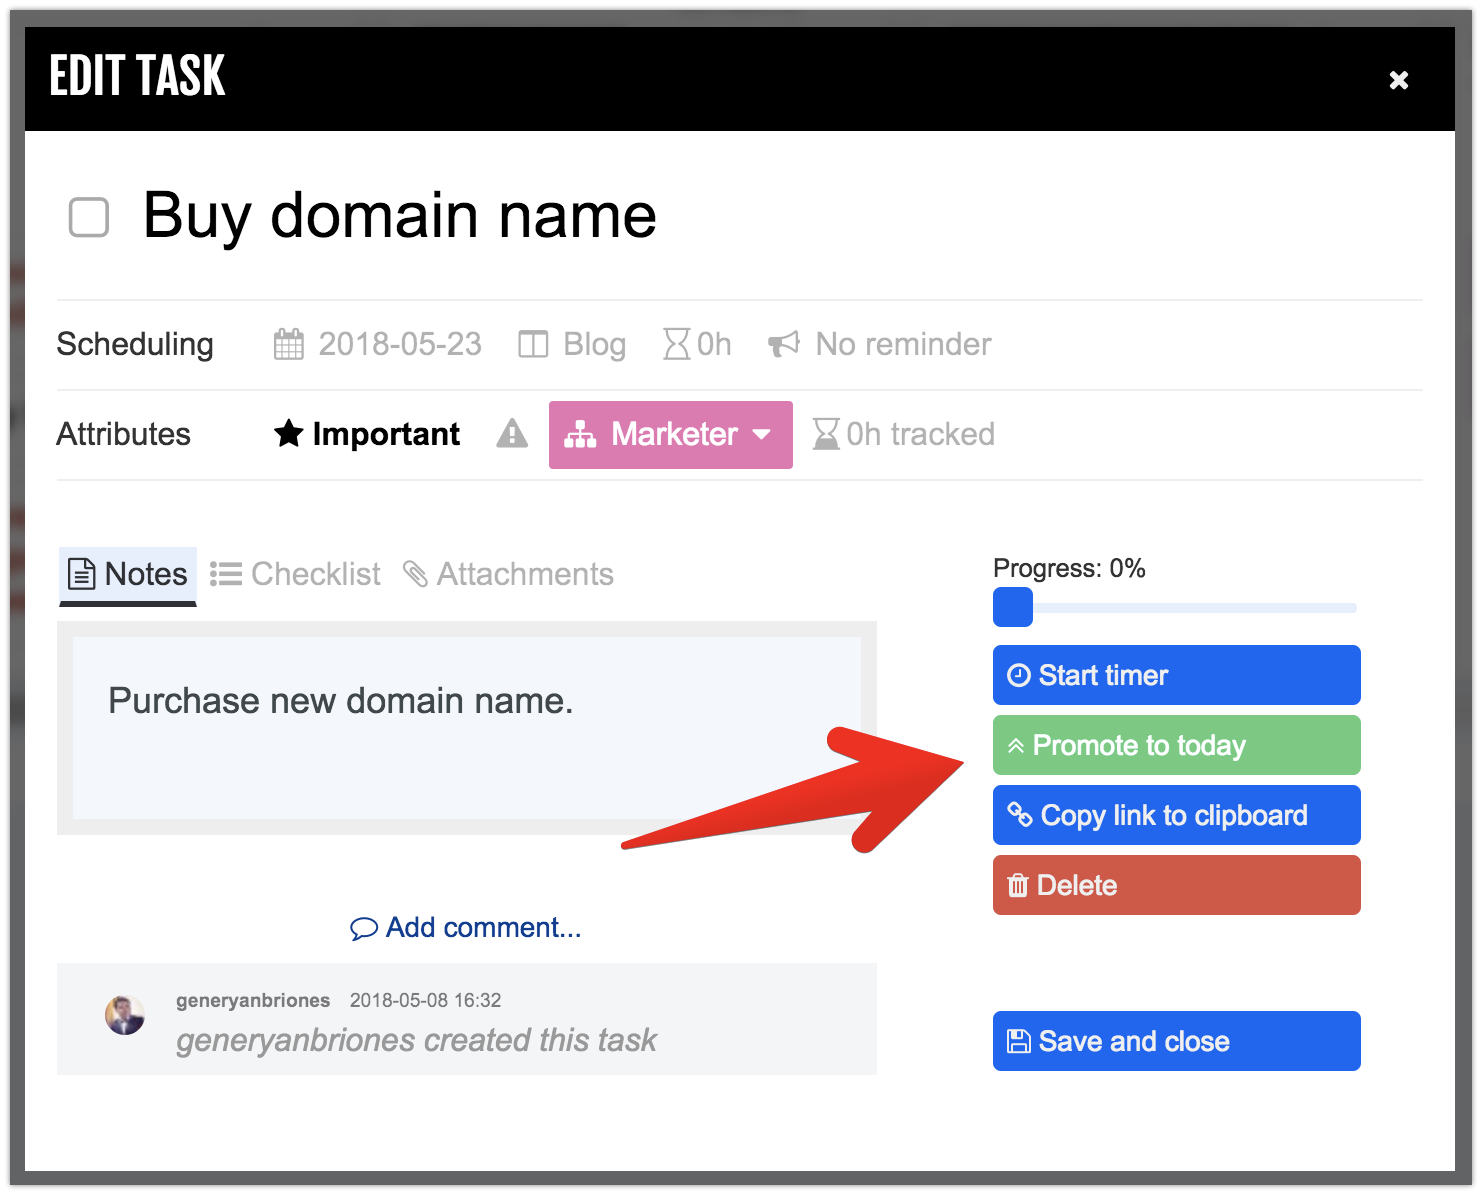 EDIT TASK
Buy domain name
Scheduling 2018-05-23 Blog 0h No reminder
Attributes Important Marketer 0h tracked
Notes Checklist Attachments
Purchase new domain name.
Add comment...
generyanbriones 2018-05-08 16:32
generyanbriones created this task
Progress: 0%
Start timer
Promote to today
Copy link to clipboard
Delete
Save and close